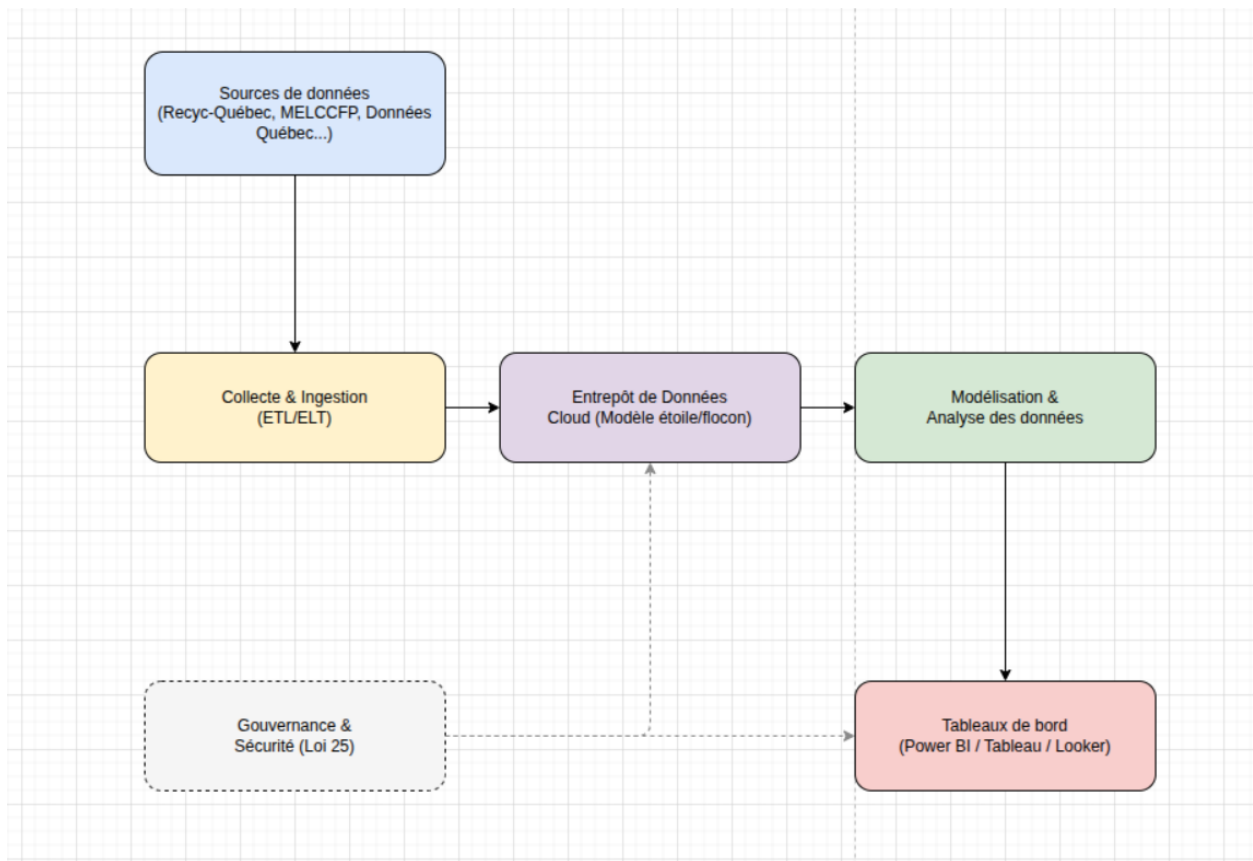 Sources de données
(Recyc-Québec, MELCCFP, Données
Québec...)
Collecte & Ingestion
(ETL/ELT)
Entrepôt de Données
Cloud (Modèle étoile/flocon)
Modélisation &
Analyse des données
Gouvernance &
Sécurité (Loi 25)
Tableaux de bord
(Power BI / Tableau / Looker)